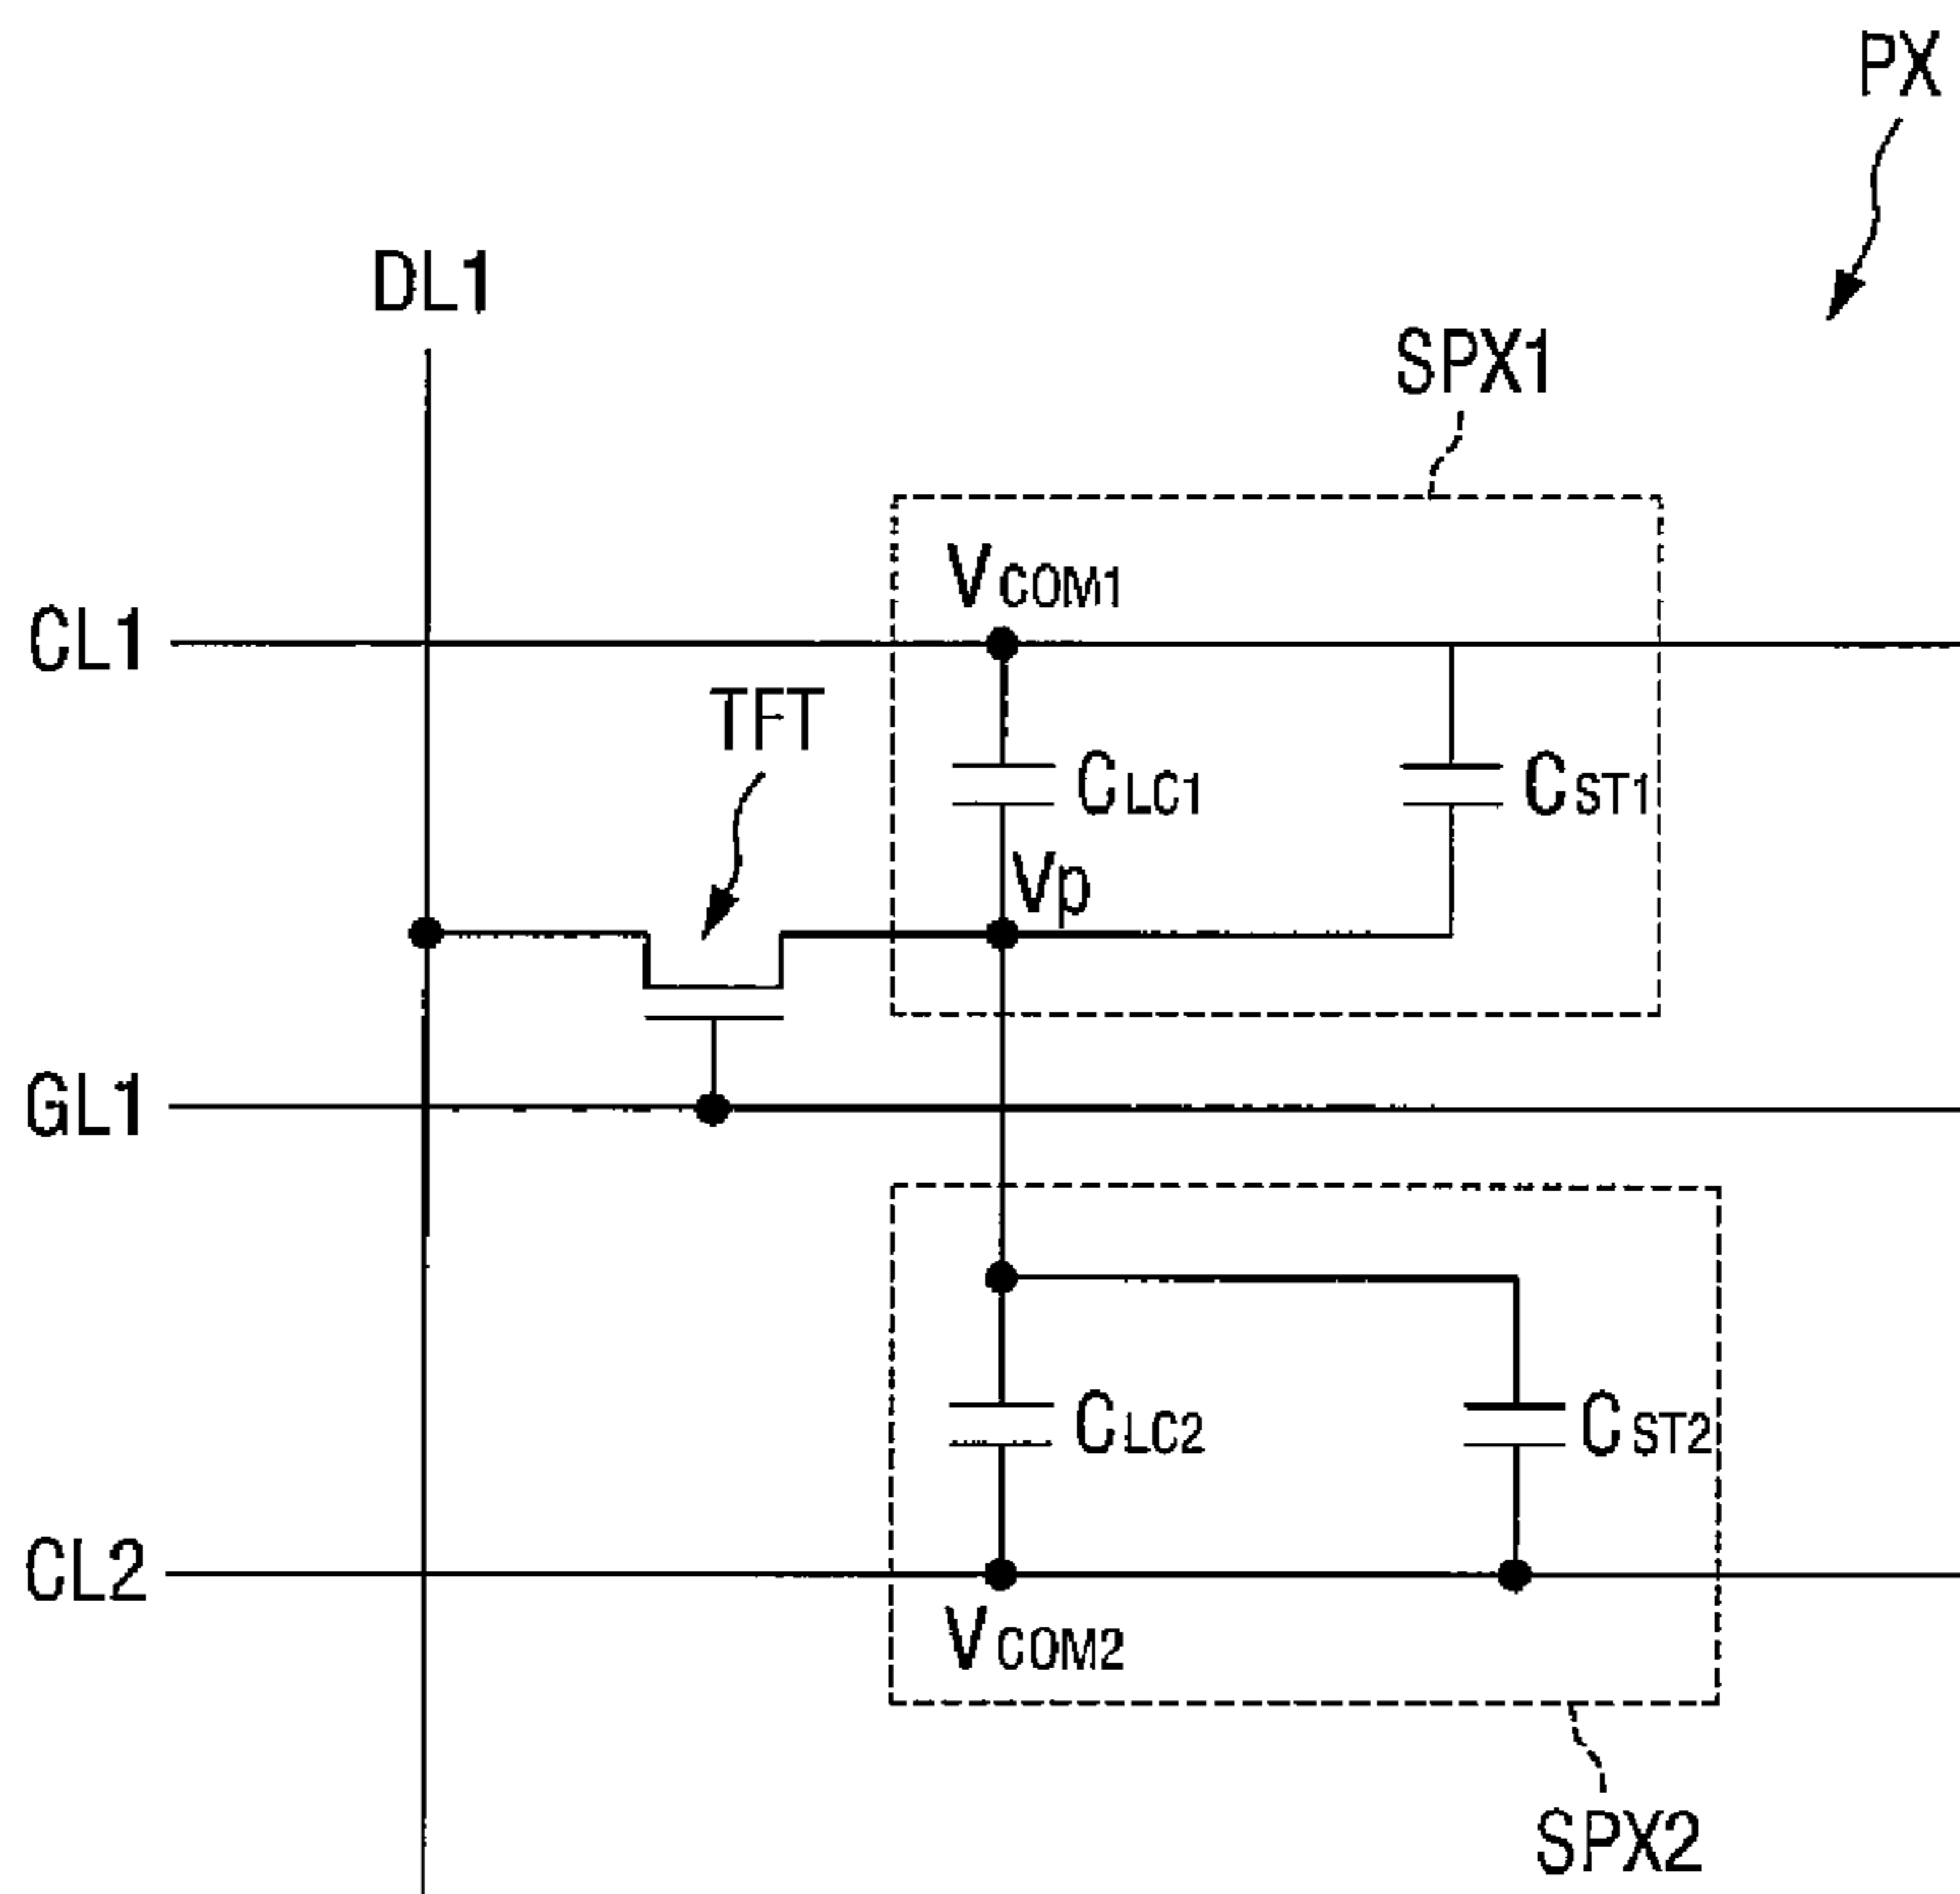 PX
DL1
SPX1
VCOM1
CL1
TFT
CLC1
CST1
Vp
GL1
CLC2
CST2
CL2
VCOM2
SPX2